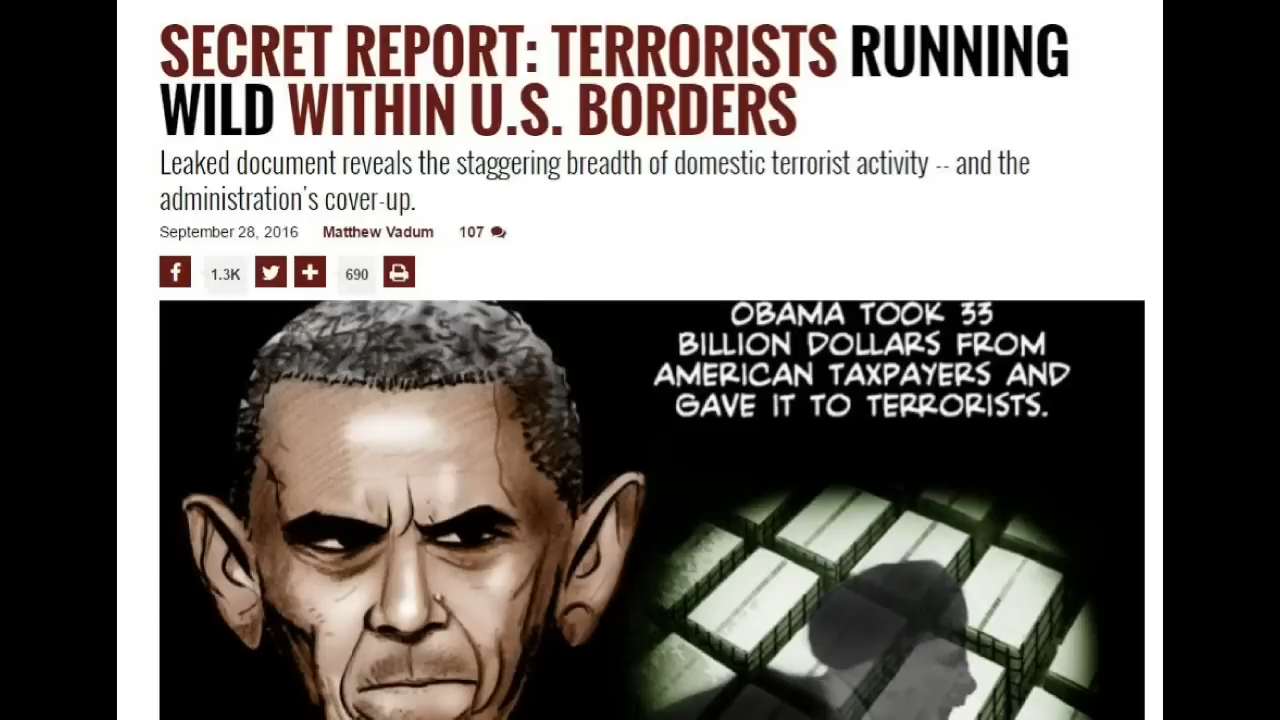 SECRET REPORT: TERRORISTS RUNNING
WILD WITHIN U.S. BORDERS
Leaked document reveals the staggering breadth of domestic terrorist activity -- and the
administration's cover-up.
September 28, 2016 Matthew Vadum 107
1.3K 690
OBAMA TOOK 33
BILLION DOLLARS FROM
AMERICAN TAXPAYERS AND
GAVE IT TO TERRORISTS.